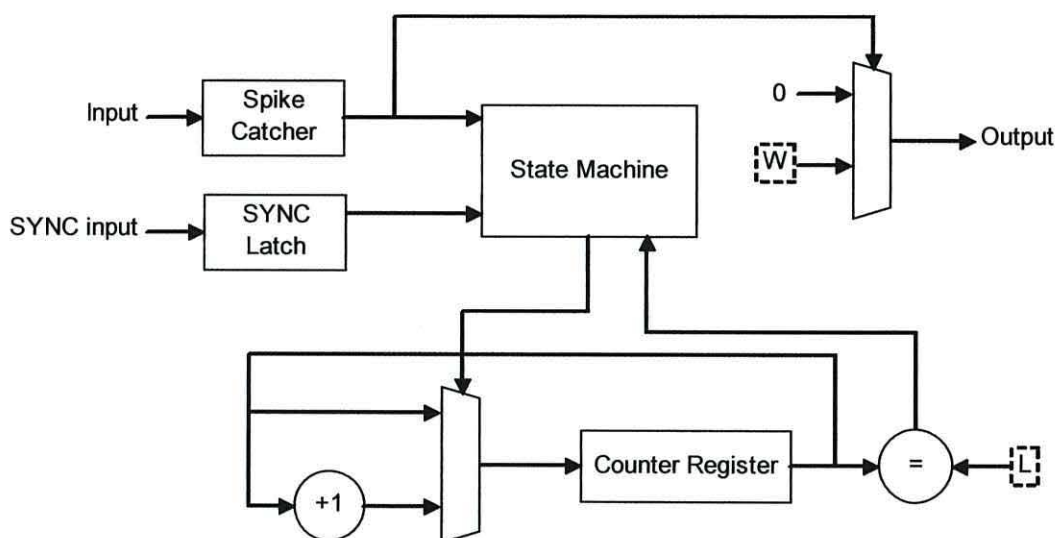 Input
Spike
Catcher
State Machine
0
W
Output
SYNC input
SYNC
Latch
+1
Counter Register
=
L